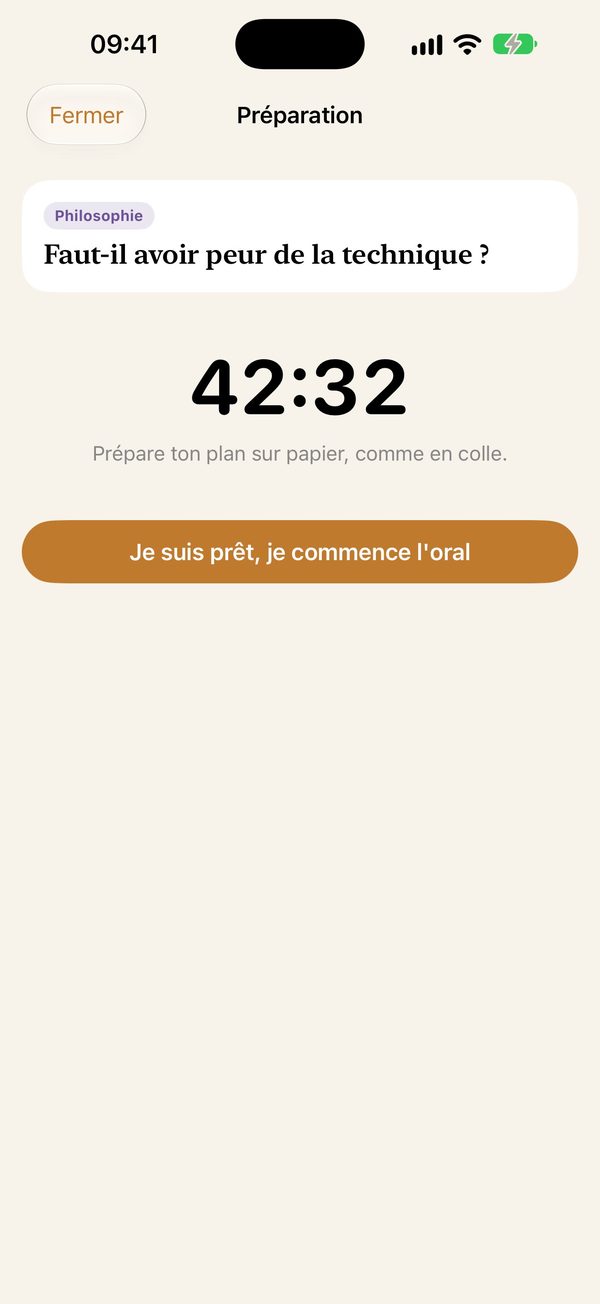 09:41
Fermer
Préparation
Philosophie
Faut-il avoir peur de la technique ?
42:32
Prépare ton plan sur papier, comme en colle.
Je suis prêt, je commence l'oral